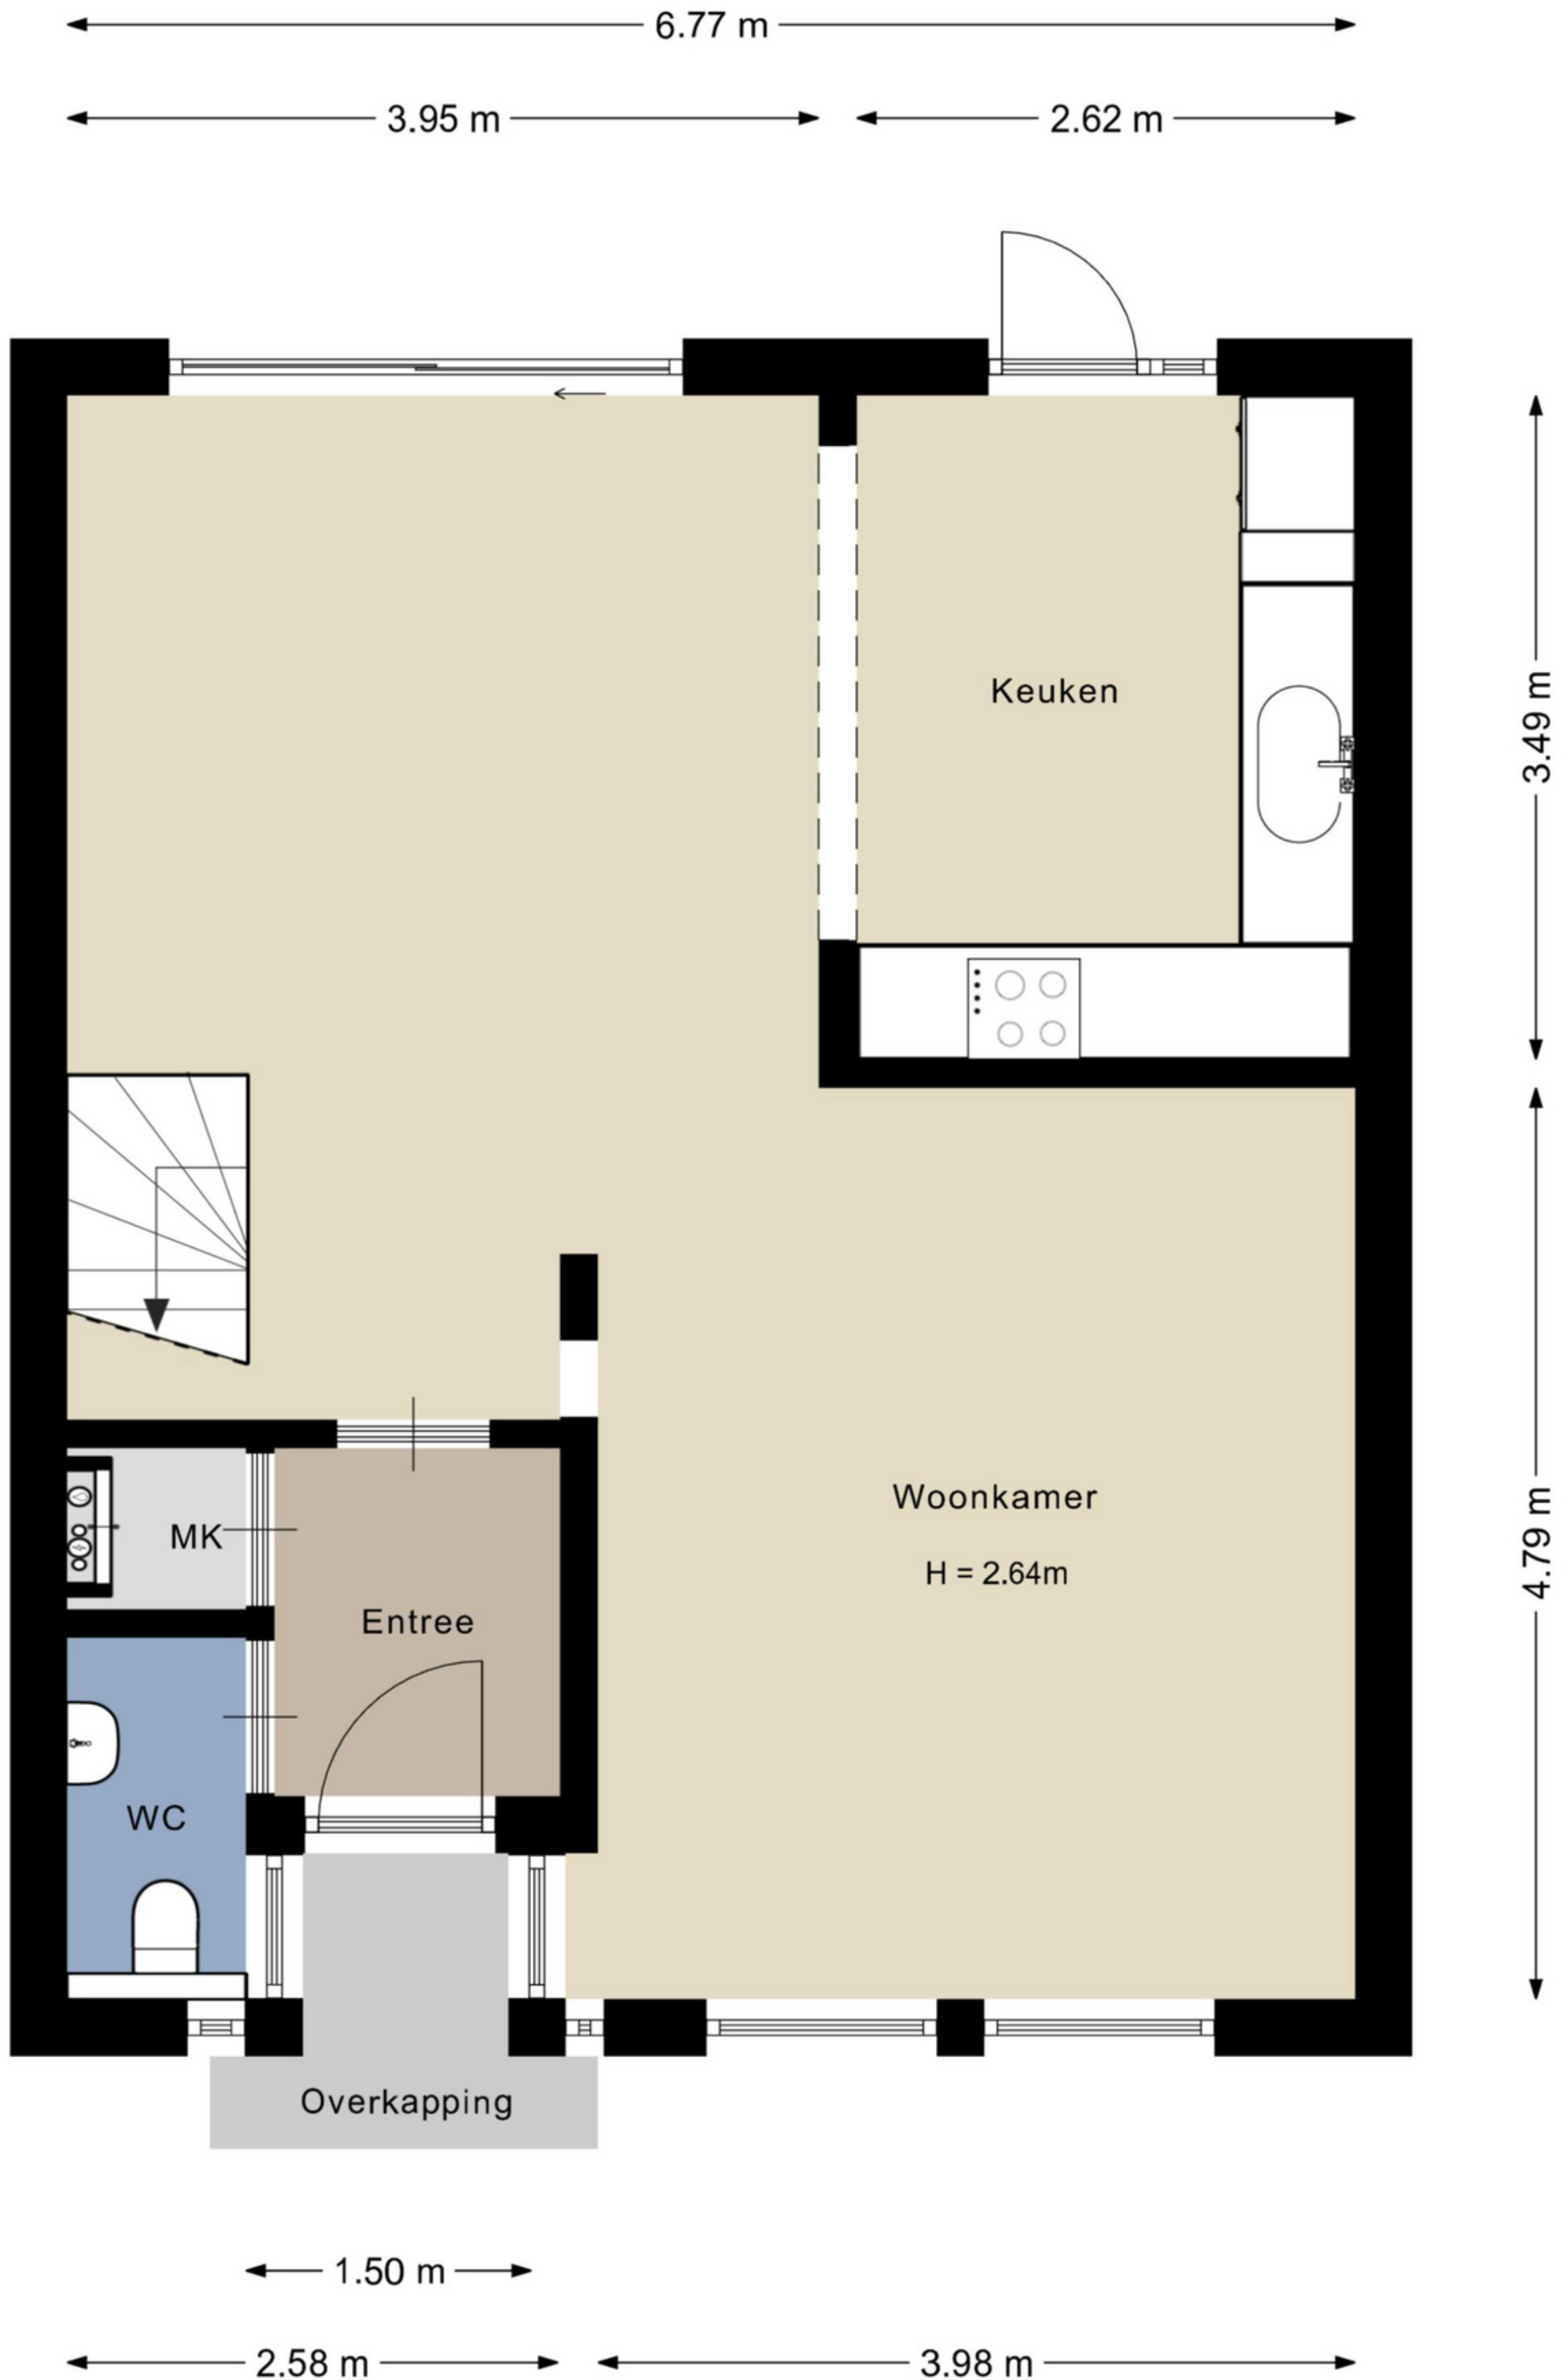 6.77 m
3.95 m
2.62 m
Keuken
3.49 m
Woonkamer
H = 2.64m
4.79 m
MK
Entree
WC
Overkapping
1.50 m
2.58 m
3.98 m